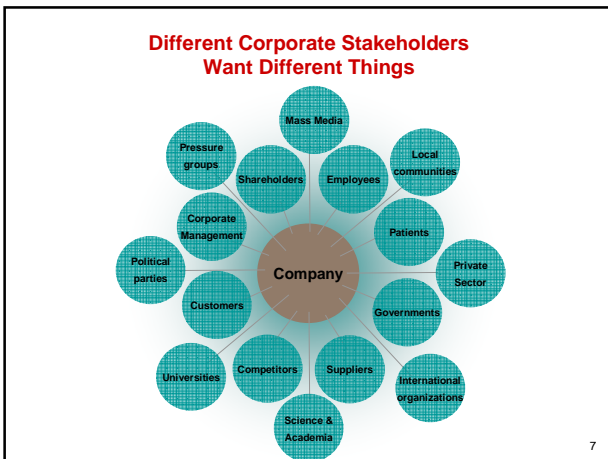 Different Corporate Stakeholders
Want Different Things
Mass Media
Pressure
groups
Local
communities
Shareholders
Employees
Corporate
Management
Patients
Political
parties
Company
Private
Sector
Customers
Governments
Universities
Competitors
Suppliers
International
organizations
Science &
Academia
7